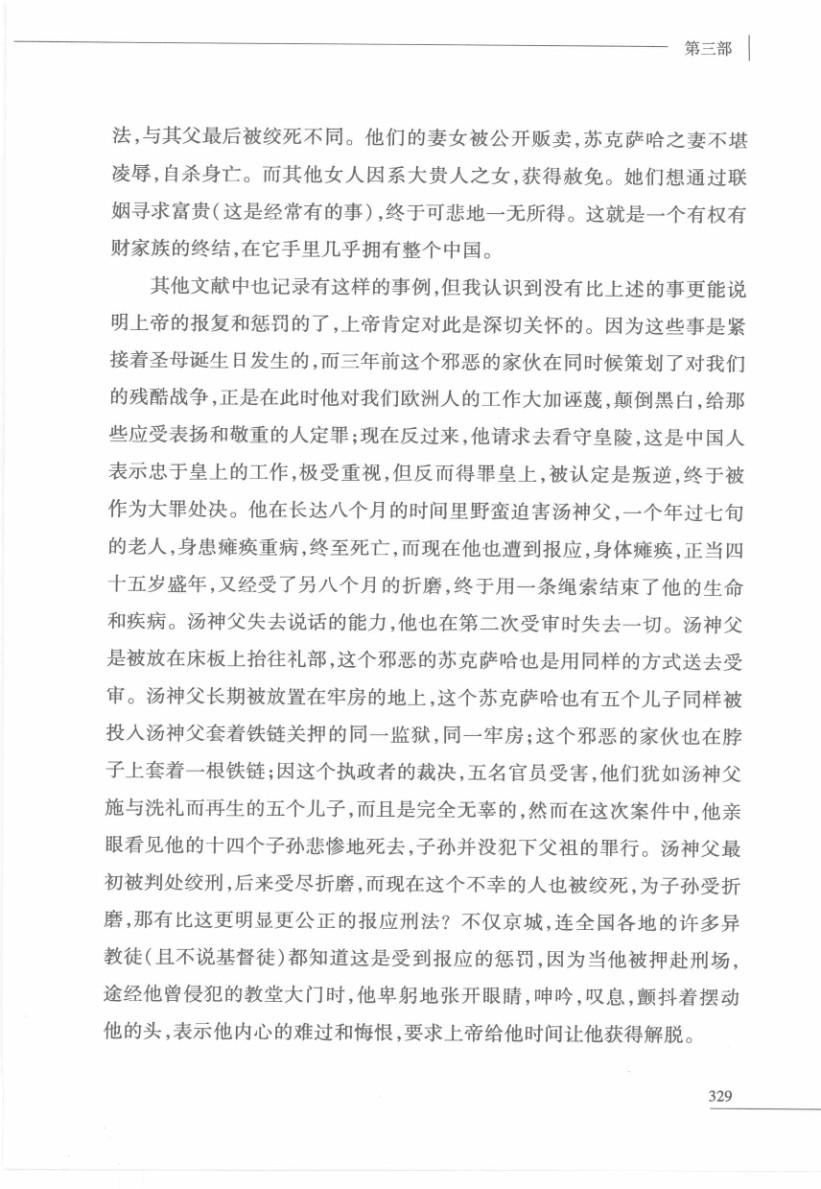 第三部
法,与其父最后被绞死不同。他们的妻女被公开贩卖,苏克萨哈之妻不堪
凌辱,自杀身亡。而其他女人因系大贵人之女,获得赦免。她们想通过联
姻寻求富贵(这是经常有的事),终于可悲地一无所得。这就是一个有权有
财家族的终结,在它手里几乎拥有整个中国。
其他文献中也记录有这样的事例,但我认识到没有比上述的事更能说
明上帝的报复和惩罚的了,上帝肯定对此是深切关怀的。因为这些事是紧
接着圣母诞生日发生的,而三年前这个邪恶的家伙在同时候策划了对我们
的残酷战争,正是在此时他对我们欧洲人的工作大加诬蔑,颠倒黑白,给那
些应受表扬和敬重的人定罪;现在反过来,他请求去看守皇陵,这是中国人
表示忠于皇上的工作,极受重视,但反而得罪皇上,被认定是叛逆,终于被
作为大罪处决。他在长达八个月的时间里野蛮迫害汤神父,一个年过七旬
的老人,身患瘫痪重病,终至死亡,而现在他也遭到报应,身体瘫痪,正当四
十五岁盛年,又经受了另八个月的折磨,终于用一条绳索结束了他的生命
和疾病。汤神父失去说话的能力,他也在第二次受审时失去一切。汤神父
是被放在床板上抬往礼部,这个邪恶的苏克萨哈也是用同样的方式送去受
审。汤神父长期被放置在牢房的地上,这个苏克萨哈也有五个儿子同样被
投入汤神父套着铁链关押的同一监狱,同一牢房;这个邪恶的家伙也在脖
子上套着一根铁链;因这个执政者的裁决,五名官员受害,他们犹如汤神父
施与洗礼而再生的五个儿子,而且是完全无辜的,然而在这次案件中,他亲
眼看见他的十四个子孙悲惨地死去,子孙并没犯下父祖的罪行。汤神父最
初被判处绞刑,后来受尽折磨,而现在这个不幸的人也被绞死,为子孙受折
磨,那有比这更明显更公正的报应刑法?不仅京城,连全国各地的许多异
教徒(且不说基督徒)都知道这是受到报应的惩罚,因为当他被押赴刑场,
途经他曾侵犯的教堂大门时,他卑躬地张开眼睛,呻吟,叹息,颤抖着摆动
他的头,表示他内心的难过和悔恨,要求上帝给他时间让他获得解脱。
329